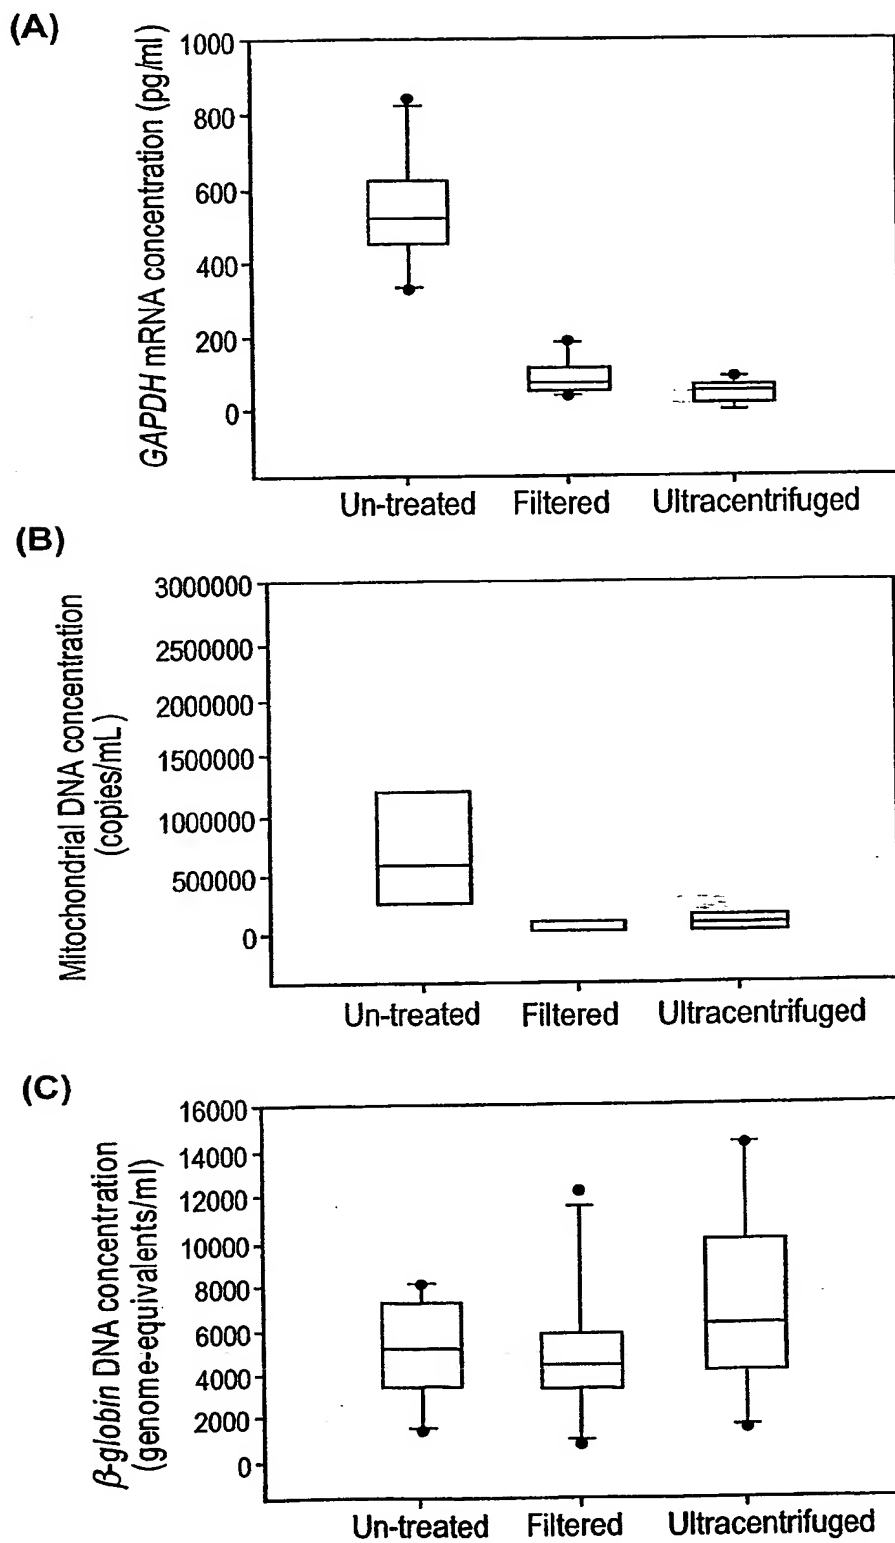 (A)
GAPDH mRNA concentration (pg/ml)
1000
800
600
400
200
0
Un-treated Filtered Ultracentrifuged
(B)
Mitochondrial DNA concentration
(copies/mL)
3000000
2500000
2000000
1500000
1000000
500000
0
Un-treated Filtered Ultracentrifuged
(C)
β-globin DNA concentration
(genome-equivalents/ml)
16000
14000
12000
10000
8000
6000
4000
2000
0
Un-treated Filtered Ultracentrifuged